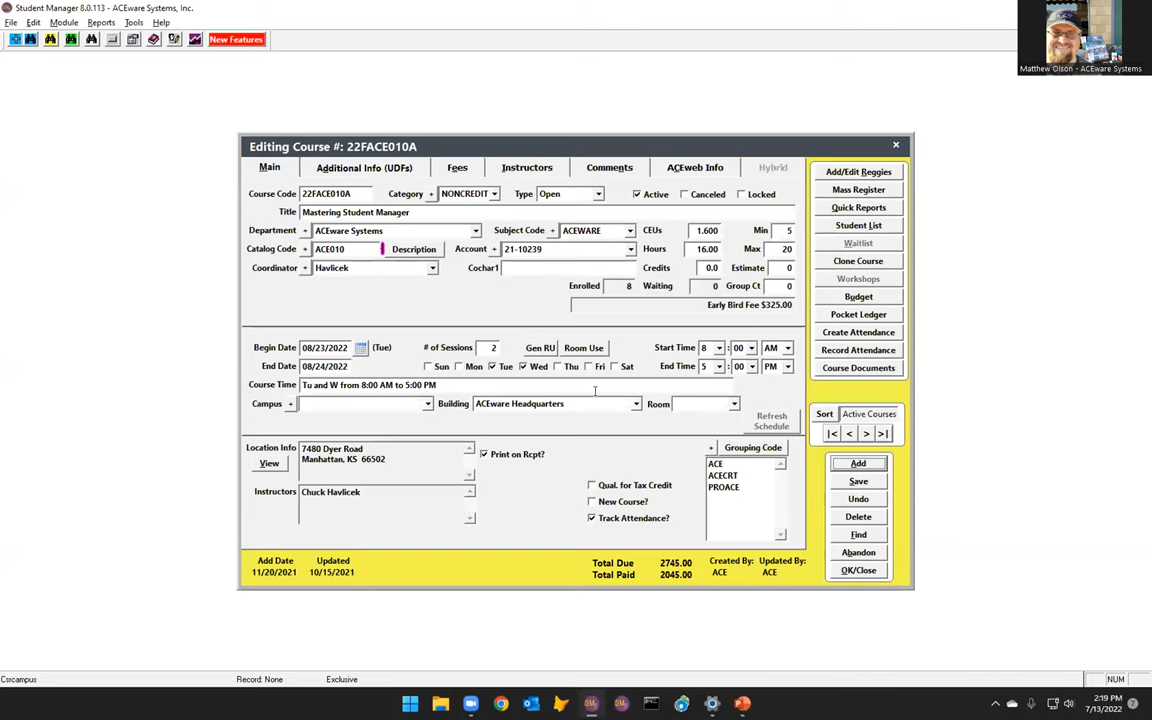 Student Manager 8.0.113 - ACEware Systems, Inc.
File Edit Module Reports Tools Help
New Features
Matthew Olson - ACEware Systems
Editing Course #: 22FACE010A
Main Additional Info (UDFs) Fees Instructors Comments ACEweb Info Hybrid
Course Code 22FACE010A Category + NONCREDIT Type Open Active Canceled Locked
Title Mastering Student Manager
Department + ACEware Systems Subject Code + ACEWARE CEUs 1.600 Min 5
Catalog Code + ACE010 Description Account + 21-10239 Hours 16.00 Max 20
Coordinator + Havlicek Cochar1 Credits 0.0 Estimate 0
Enrolled 8 Waiting 0 Group Ct 0
Early Bird Fee $325.00
Begin Date 08/23/2022 (Tue) # of Sessions 2 Gen RU Room Use Start Time 8 : 00 AM
End Date 08/24/2022 Sun Mon Tue Wed Thu Fri Sat End Time 5 : 00 PM
Course Time Tu and W from 8:00 AM to 5:00 PM
Campus + Building ACEware Headquarters Room
Refresh
Schedule
Location Info 7480 Dyer Road
Manhattan, KS 66502
View
Print on Rcpt?
+ Grouping Code
ACE
ACECRT
PROACE
Instructors Chuck Havlicek
Qual. for Tax Credit
New Course?
Track Attendance?
Add Date Updated
11/20/2021 10/15/2021
Total Due 2745.00
Total Paid 2045.00
Created By: Updated By:
ACE ACE
Add/Edit Reggies
Mass Register
Quick Reports
Student List
Waitlist
Clone Course
Workshops
Budget
Pocket Ledger
Create Attendance
Record Attendance
Course Documents
Sort Active Courses
|< < > >|
Add
Save
Undo
Delete
Find
Abandon
OK/Close
Csrcampus Record: None Exclusive NUM
2:19 PM
7/13/2022